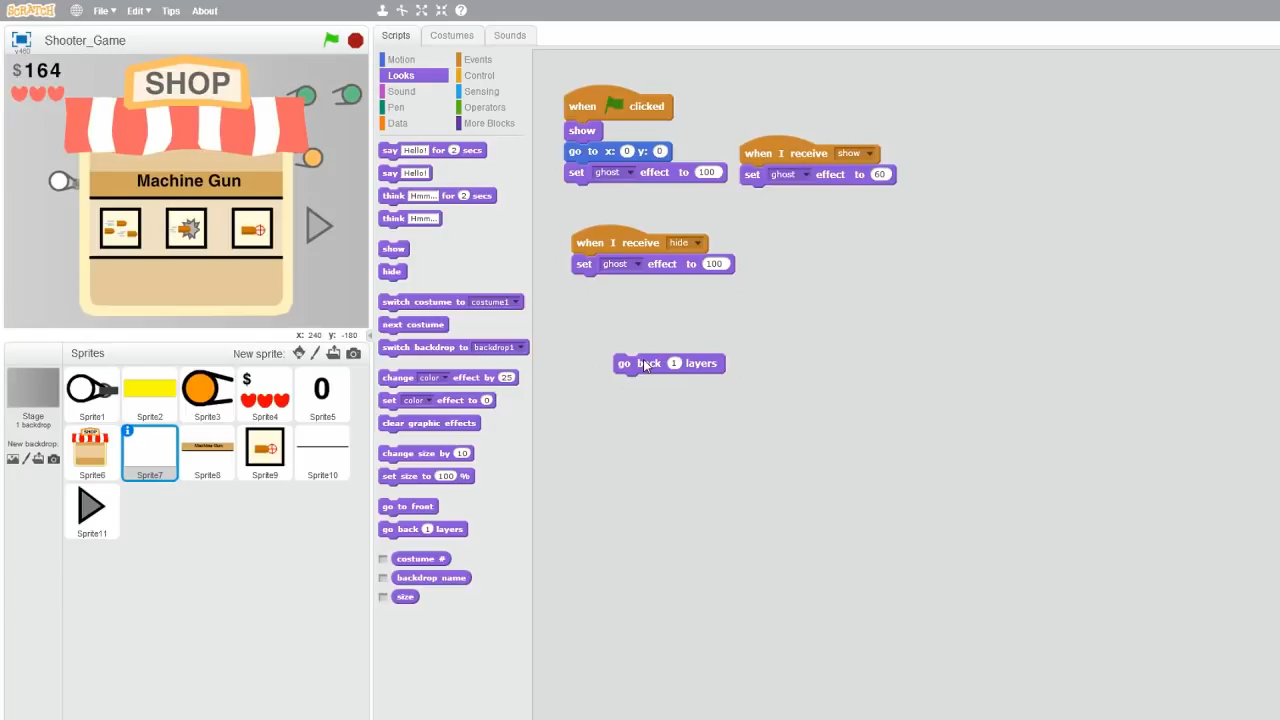 SCRATCH File Edit Tips About
v460 Shooter_Game
Scripts Costumes Sounds
$164
SHOP
Machine Gun
x: 240 y: -180
Sprites New sprite:
Stage
1 backdrop
New backdrop:
Sprite1 Sprite2 Sprite3 $ Sprite4 0 Sprite5
SHOP Sprite6 Sprite7 Machine Gun Sprite8 Sprite9 Sprite10
Sprite11
Motion Events
Looks Control
Sound Sensing
Pen Operators
Data More Blocks
say Hello! for 2 secs
say Hello!
think Hmm... for 2 secs
think Hmm...
show
hide
switch costume to costume1
next costume
switch backdrop to backdrop1
change color effect by 25
set color effect to 0
clear graphic effects
change size by 10
set size to 100 %
go to front
go back 1 layers
costume #
backdrop name
size
when clicked
show
go to x: 0 y: 0
set ghost effect to 100
when I receive show
set ghost effect to 60
when I receive hide
set ghost effect to 100
go back 1 layers